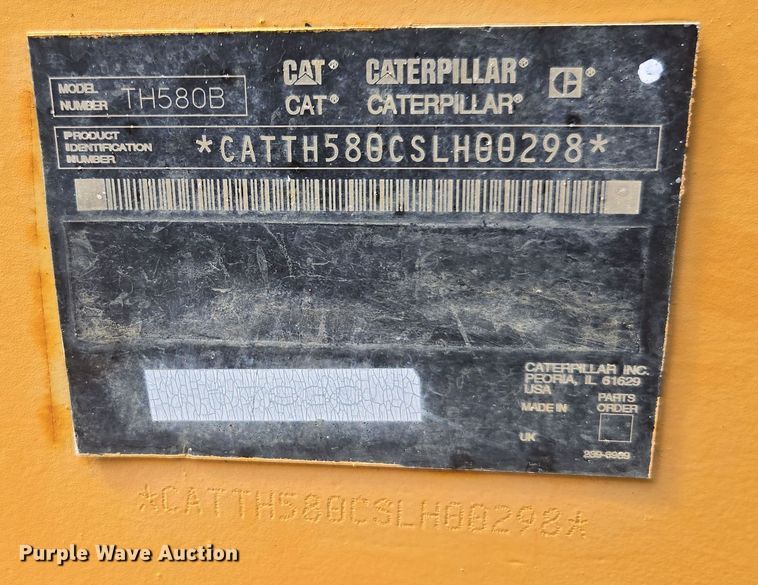 CAT® CATERPILLAR® C®
CAT® CATERPILLAR®
MODEL NUMBER TH580B
PRODUCT IDENTIFICATION NUMBER *CATTH580CSLH00298*
CATERPILLAR INC.
PEORIA, IL 61629
USA
PARTS ORDER
MADE IN
UK
*CATTH580CSLH00298*
Purple Wave Auction